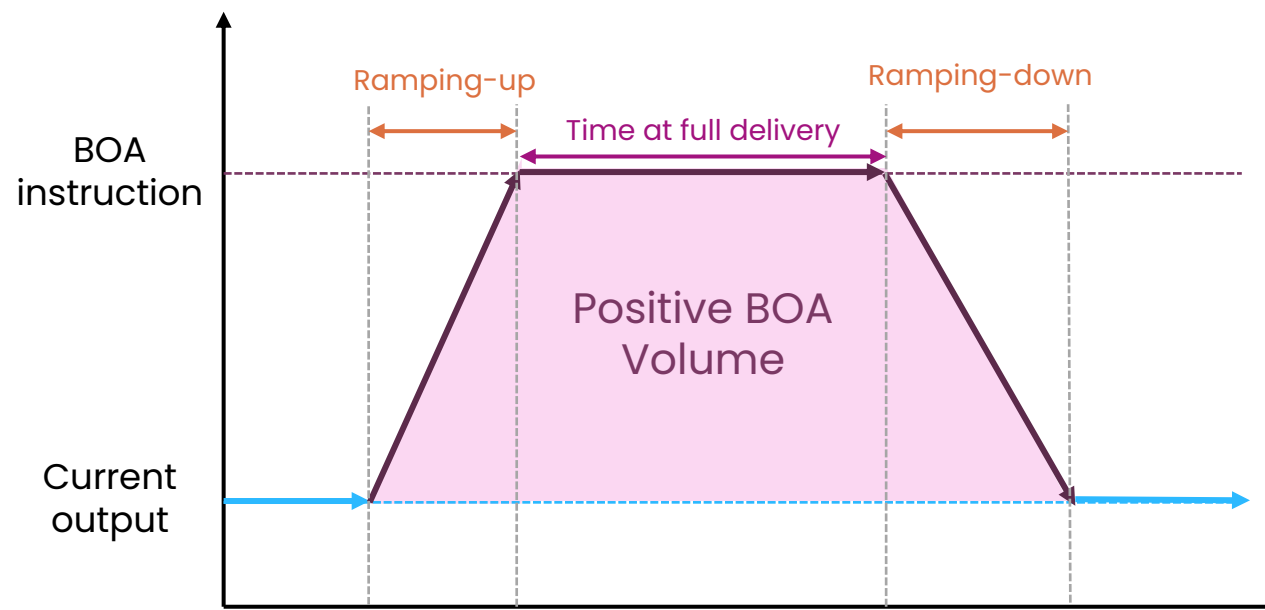 Ramping-up
Ramping-down
Time at full delivery
BOA
instruction
Positive BOA
Volume
Current
output